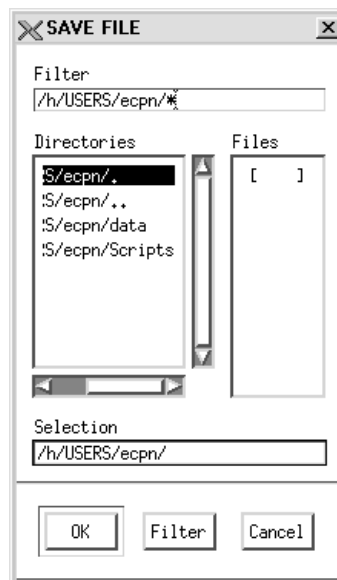 SAVE FILE
Filter
/h/USERS/ecpn/*
Directories
S/ecpn/.
S/ecpn/..
S/ecpn/data
S/ecpn/Scripts
Files
[ ]
Selection
/h/USERS/ecpn/
OK
Filter
Cancel